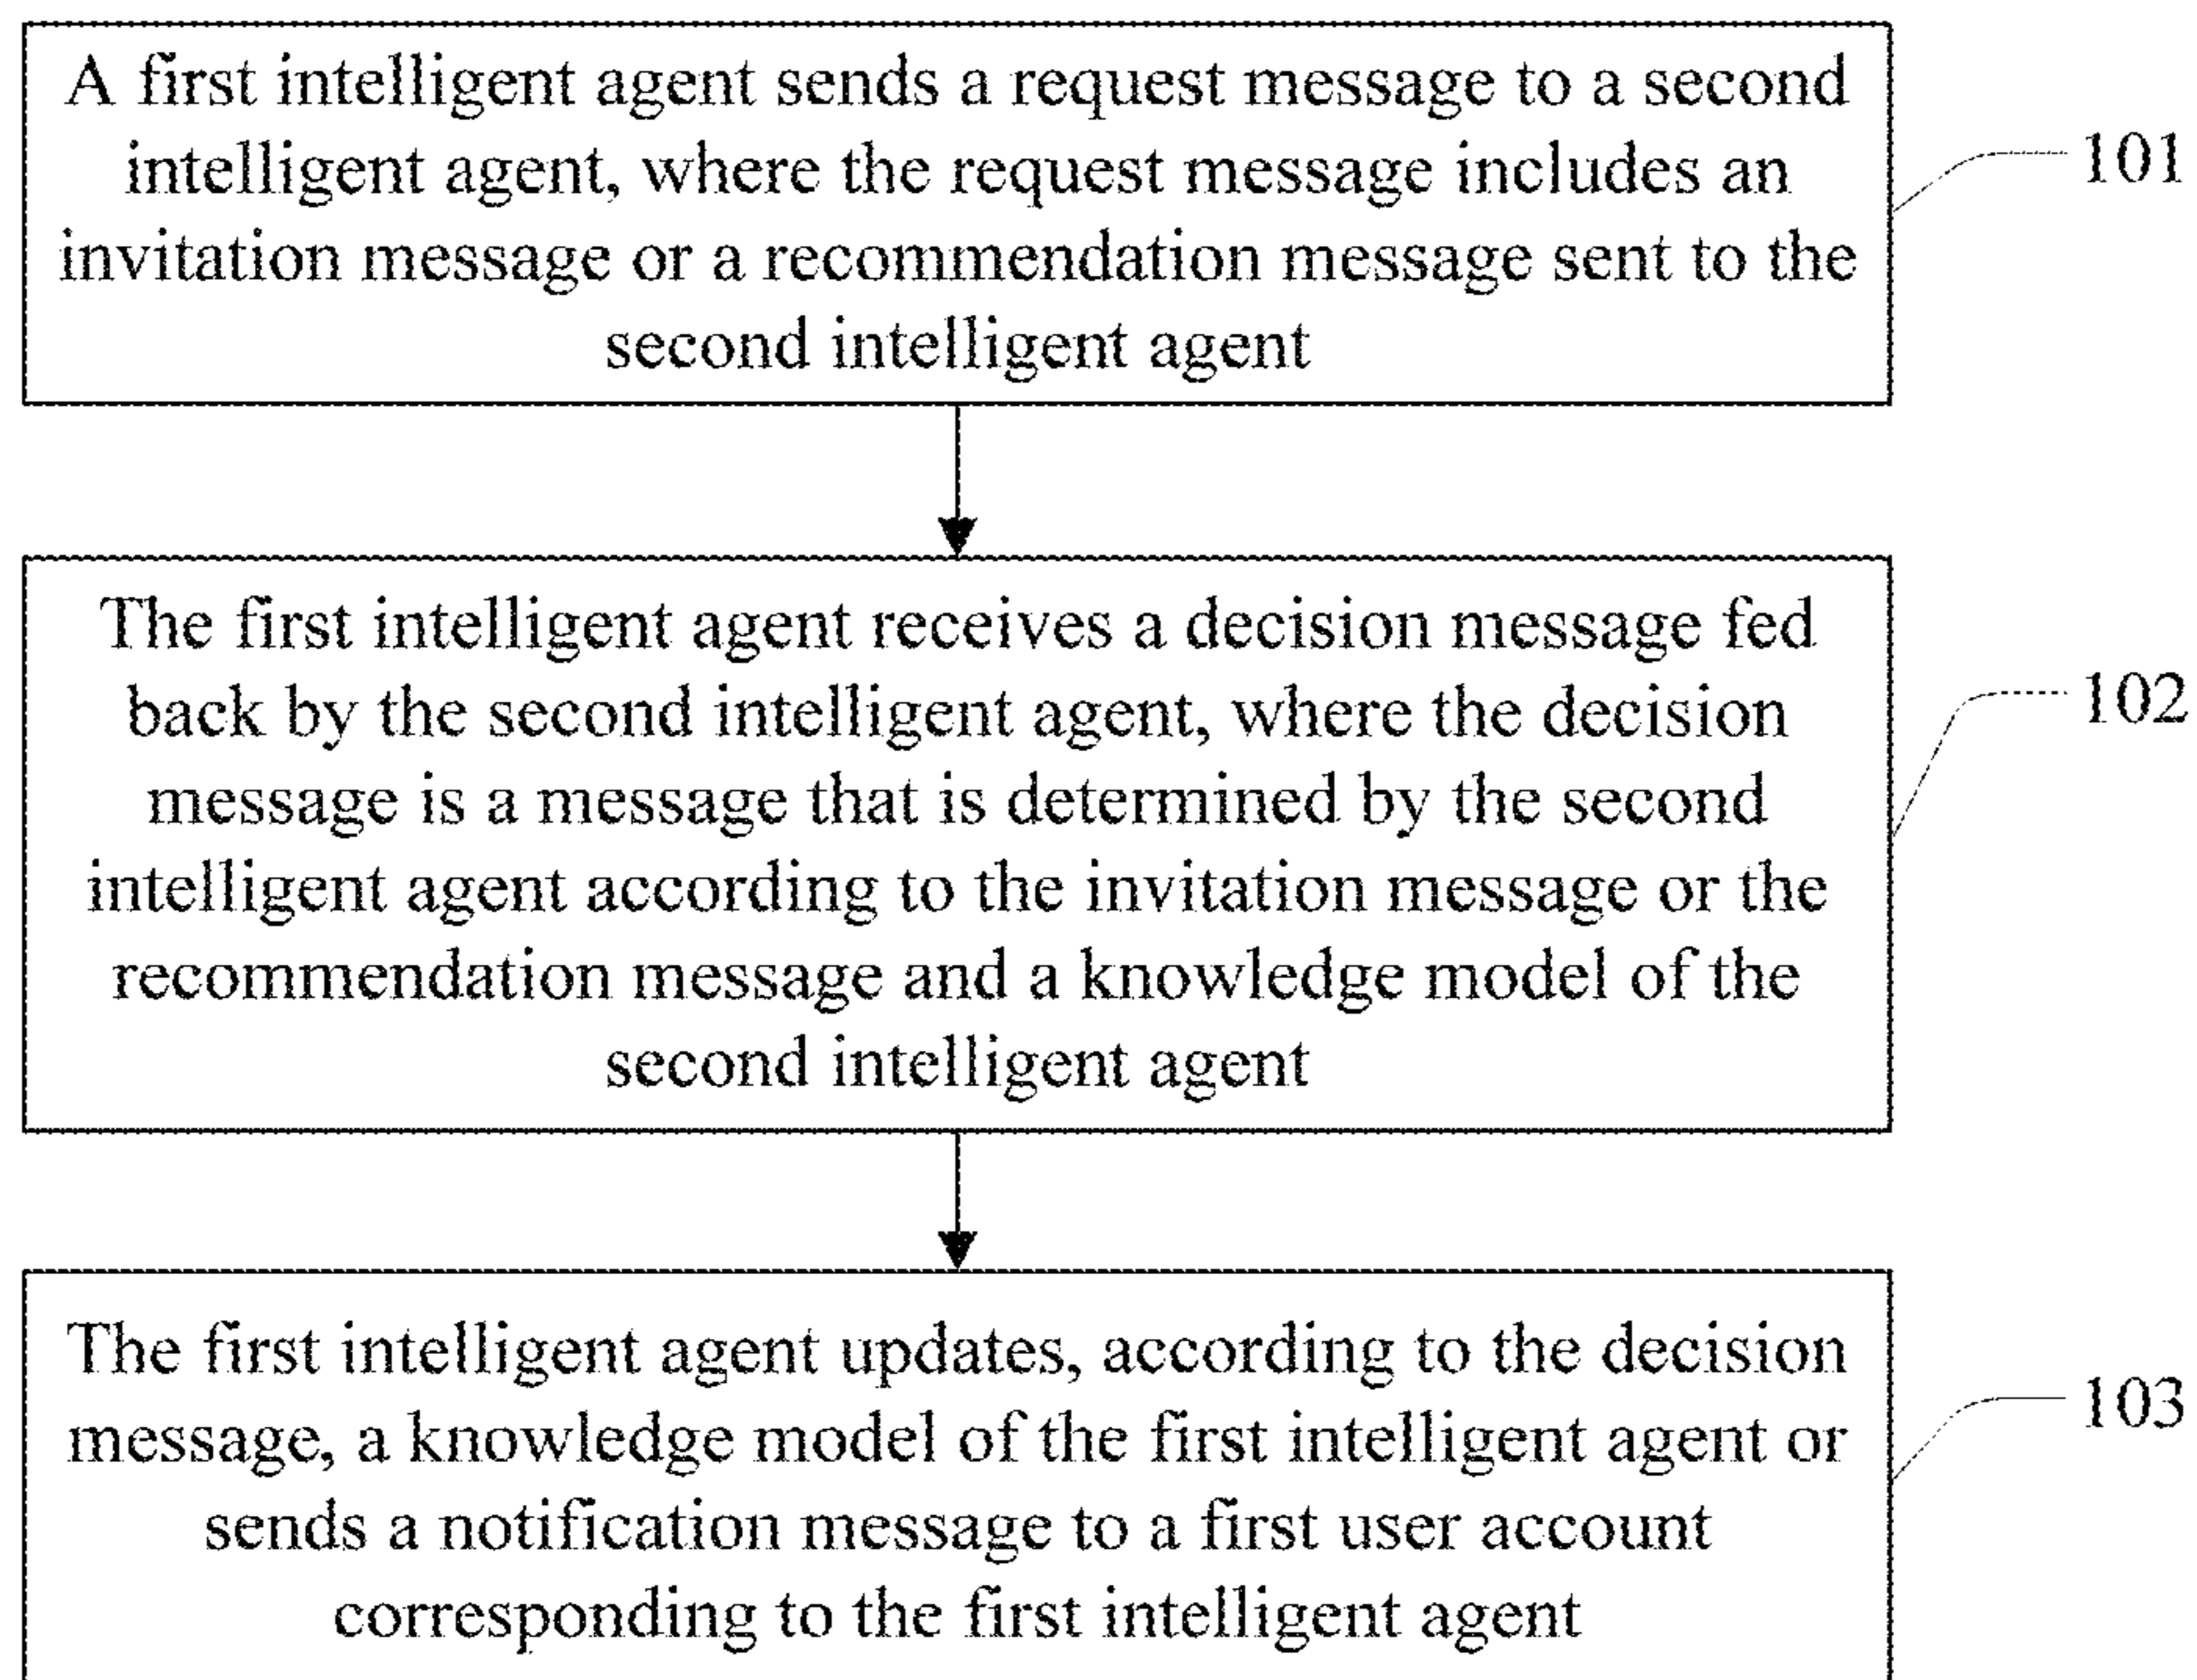 A first intelligent agent sends a request message to a second
intelligent agent, where the request message includes an
invitation message or a recommendation message sent to the
second intelligent agent
101
The first intelligent agent receives a decision message fed
back by the second intelligent agent, where the decision
message is a message that is determined by the second
intelligent agent according to the invitation message or the
recommendation message and a knowledge model of the
second intelligent agent
102
The first intelligent agent updates, according to the decision
message, a knowledge model of the first intelligent agent or
sends a notification message to a first user account
corresponding to the first intelligent agent
103